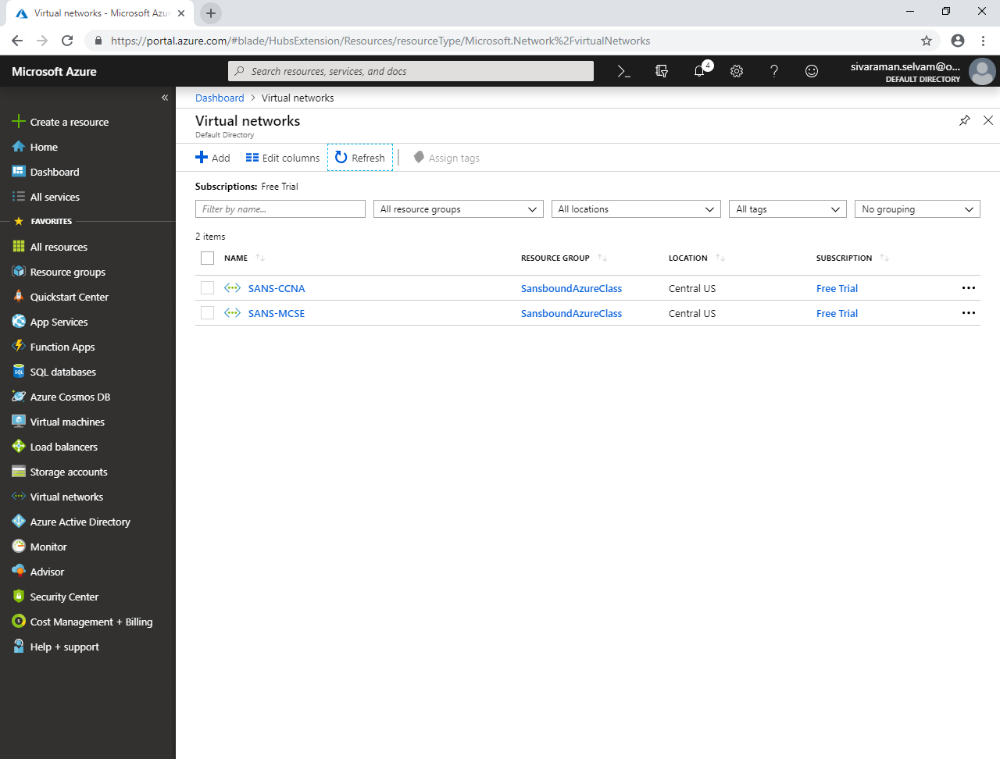 Virtual networks - Microsoft Azur
https://portal.azure.com/#blade/HubsExtension/Resources/resourceType/Microsoft.Network%2FvirtualNetworks
Microsoft Azure
Search resources, services, and docs
4
sivaraman.selvam@o...
DEFAULT DIRECTORY
Create a resource
Home
Dashboard
All services
FAVORITES
All resources
Resource groups
Quickstart Center
App Services
Function Apps
SQL databases
Azure Cosmos DB
Virtual machines
Load balancers
Storage accounts
Virtual networks
Azure Active Directory
Monitor
Advisor
Security Center
Cost Management + Billing
Help + support
Dashboard > Virtual networks
Virtual networks
Default Directory
Add Edit columns Refresh Assign tags
Subscriptions: Free Trial
Filter by name... All resource groups All locations All tags No grouping
2 items
NAME RESOURCE GROUP LOCATION SUBSCRIPTION
SANS-CCNA SansboundAzureClass Central US Free Trial
SANS-MCSE SansboundAzureClass Central US Free Trial